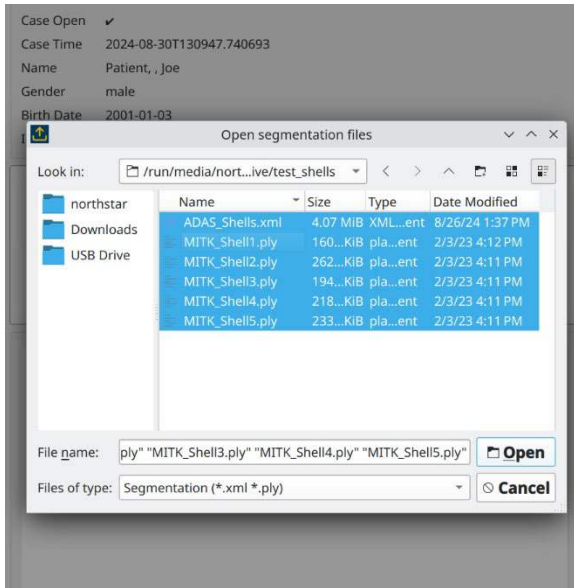 Case Open ✔
Case Time 2024-08-30T130947.740693
Name Patient, , Joe
Gender male
Birth Date 2001-01-03
Open segmentation files
Look in: /run/media/nort...ive/test_shells
Name Size Type Date Modified
northstar
Downloads
USB Drive
ADAS_Shells.xml 4.07 MiB XML...ent 8/26/24 1:37 PM
MITK_Shell1.ply 160...KiB pla...ent 2/3/23 4:12 PM
MITK_Shell2.ply 262...KiB pla...ent 2/3/23 4:11 PM
MITK_Shell3.ply 194...KiB pla...ent 2/3/23 4:11 PM
MITK_Shell4.ply 218...KiB pla...ent 2/3/23 4:11 PM
MITK_Shell5.ply 233...KiB pla...ent 2/3/23 4:11 PM
File name: ply" "MITK_Shell3.ply" "MITK_Shell4.ply" "MITK_Shell5.ply" Open
Files of type: Segmentation (*.xml *.ply) Cancel